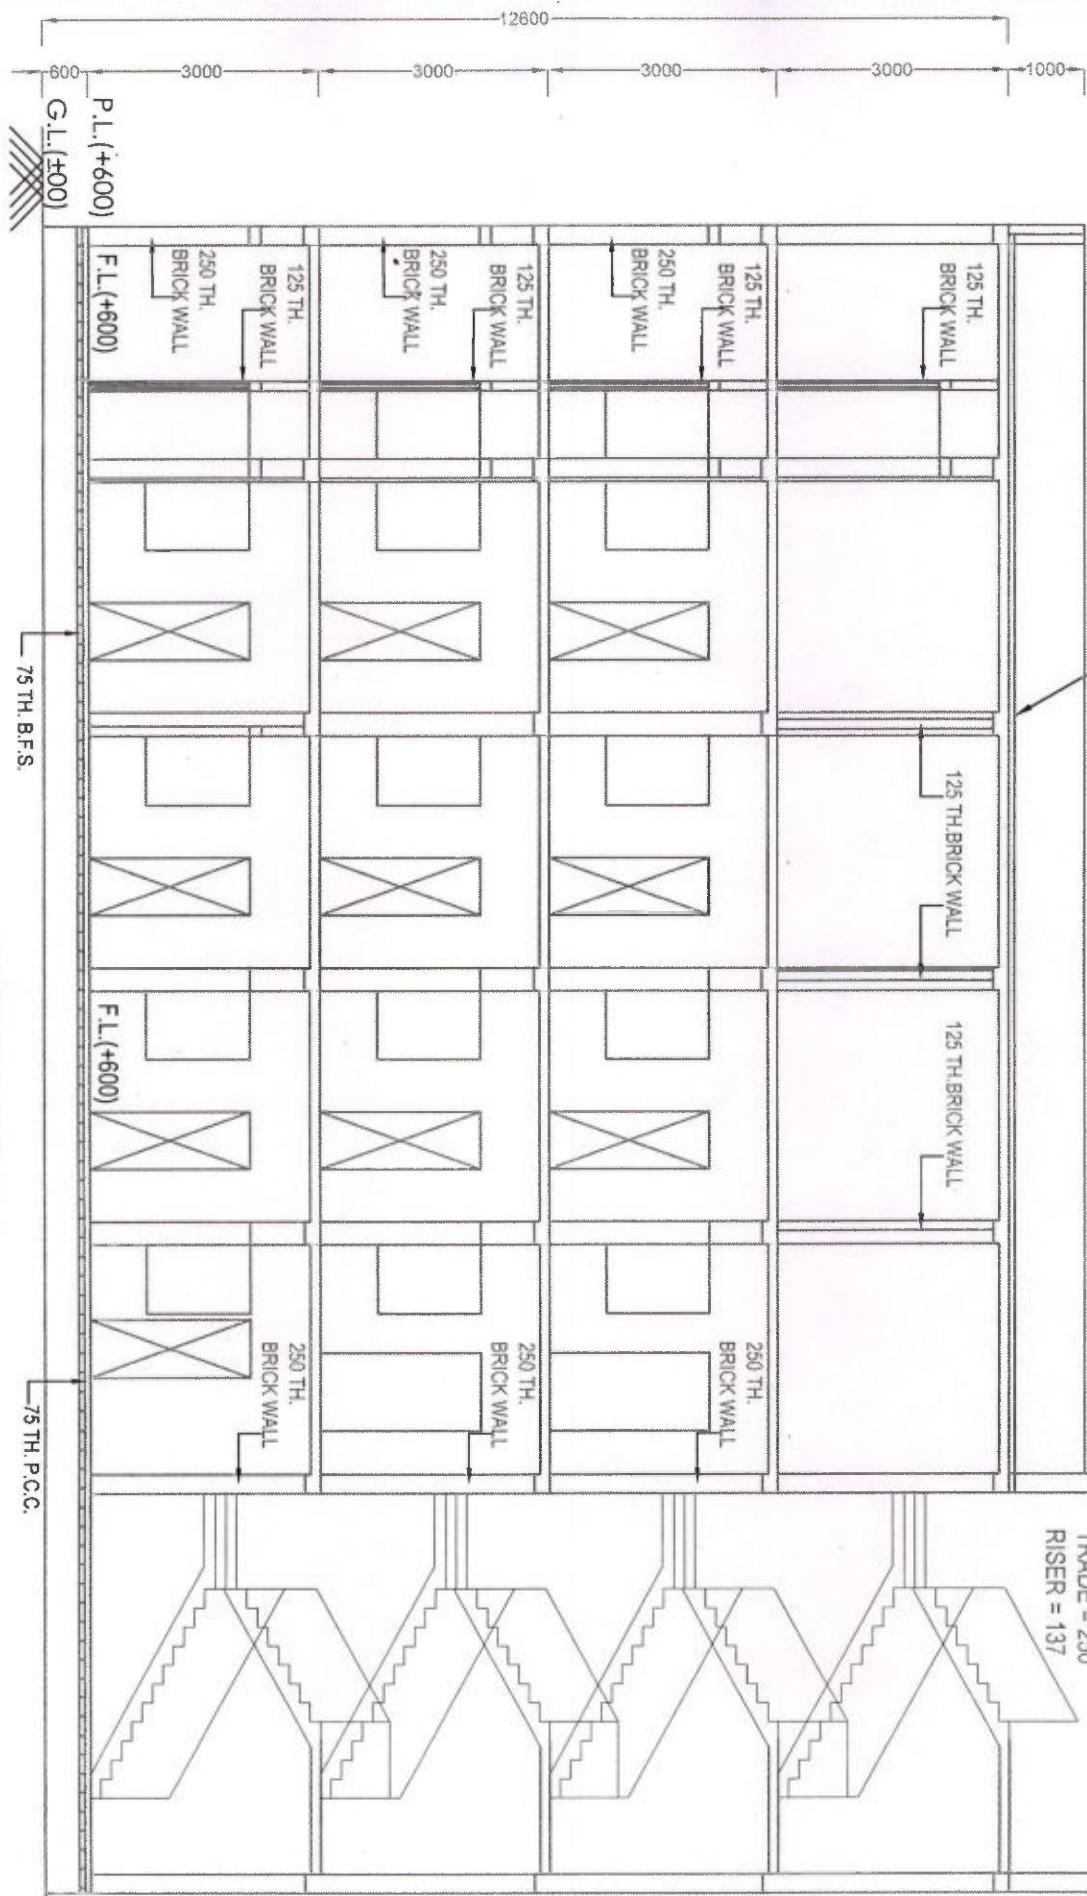 12600
600
3000
3000
3000
3000
1000
P.L.(+600)
G.L.(±00)
F.L.(+600)
250 TH.
BRICK WALL
125 TH.
BRICK WALL
250 TH.
BRICK WALL
125 TH.
BRICK WALL
250 TH.
BRICK WALL
125 TH.
BRICK WALL
125 TH.
BRICK WALL
75 TH. B.F.S.
125 TH.BRICK WALL
F.L.(+600)
125 TH.BRICK WALL
250 TH.
BRICK WALL
250 TH.
BRICK WALL
250 TH.
BRICK WALL
75 TH. P.C.C.
RISER = 137